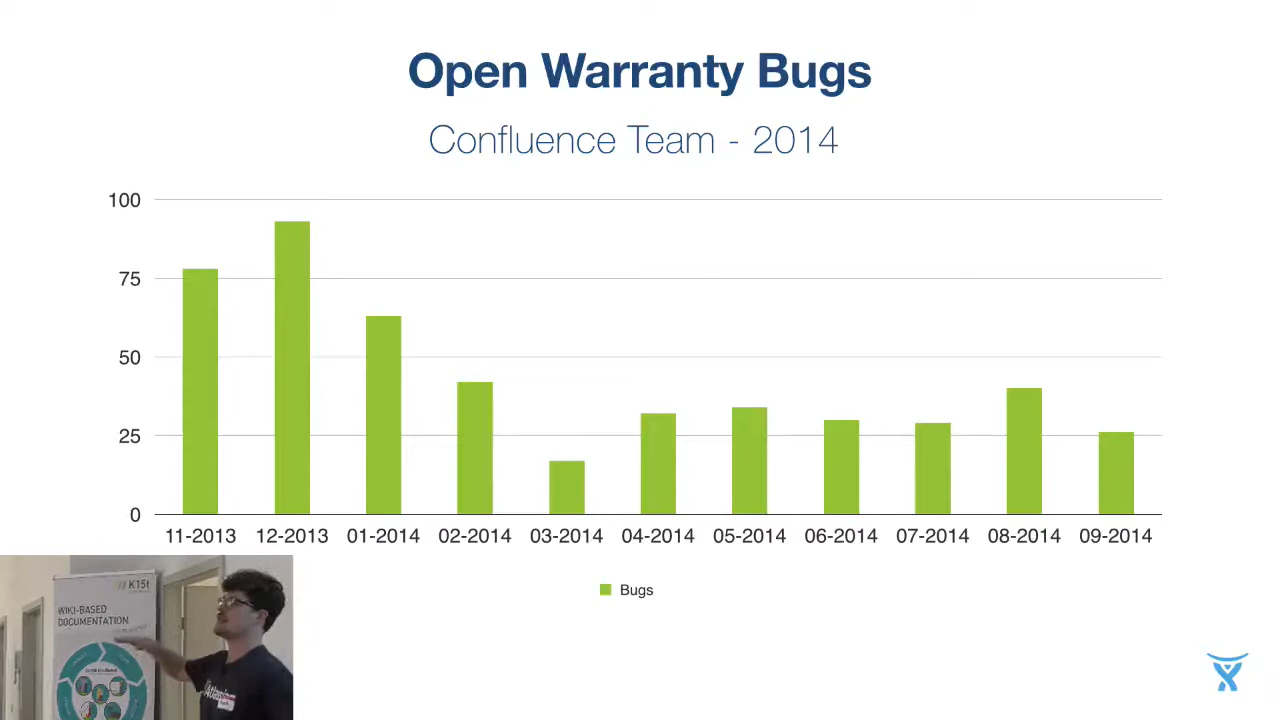 Open Warranty Bugs
Confluence Team - 2014
100
75
50
25
0
11-2013 12-2013 01-2014 02-2014 03-2014 04-2014 05-2014 06-2014 07-2014 08-2014 09-2014
Bugs
K15t
WIKI-BASED
DOCUMENTATION